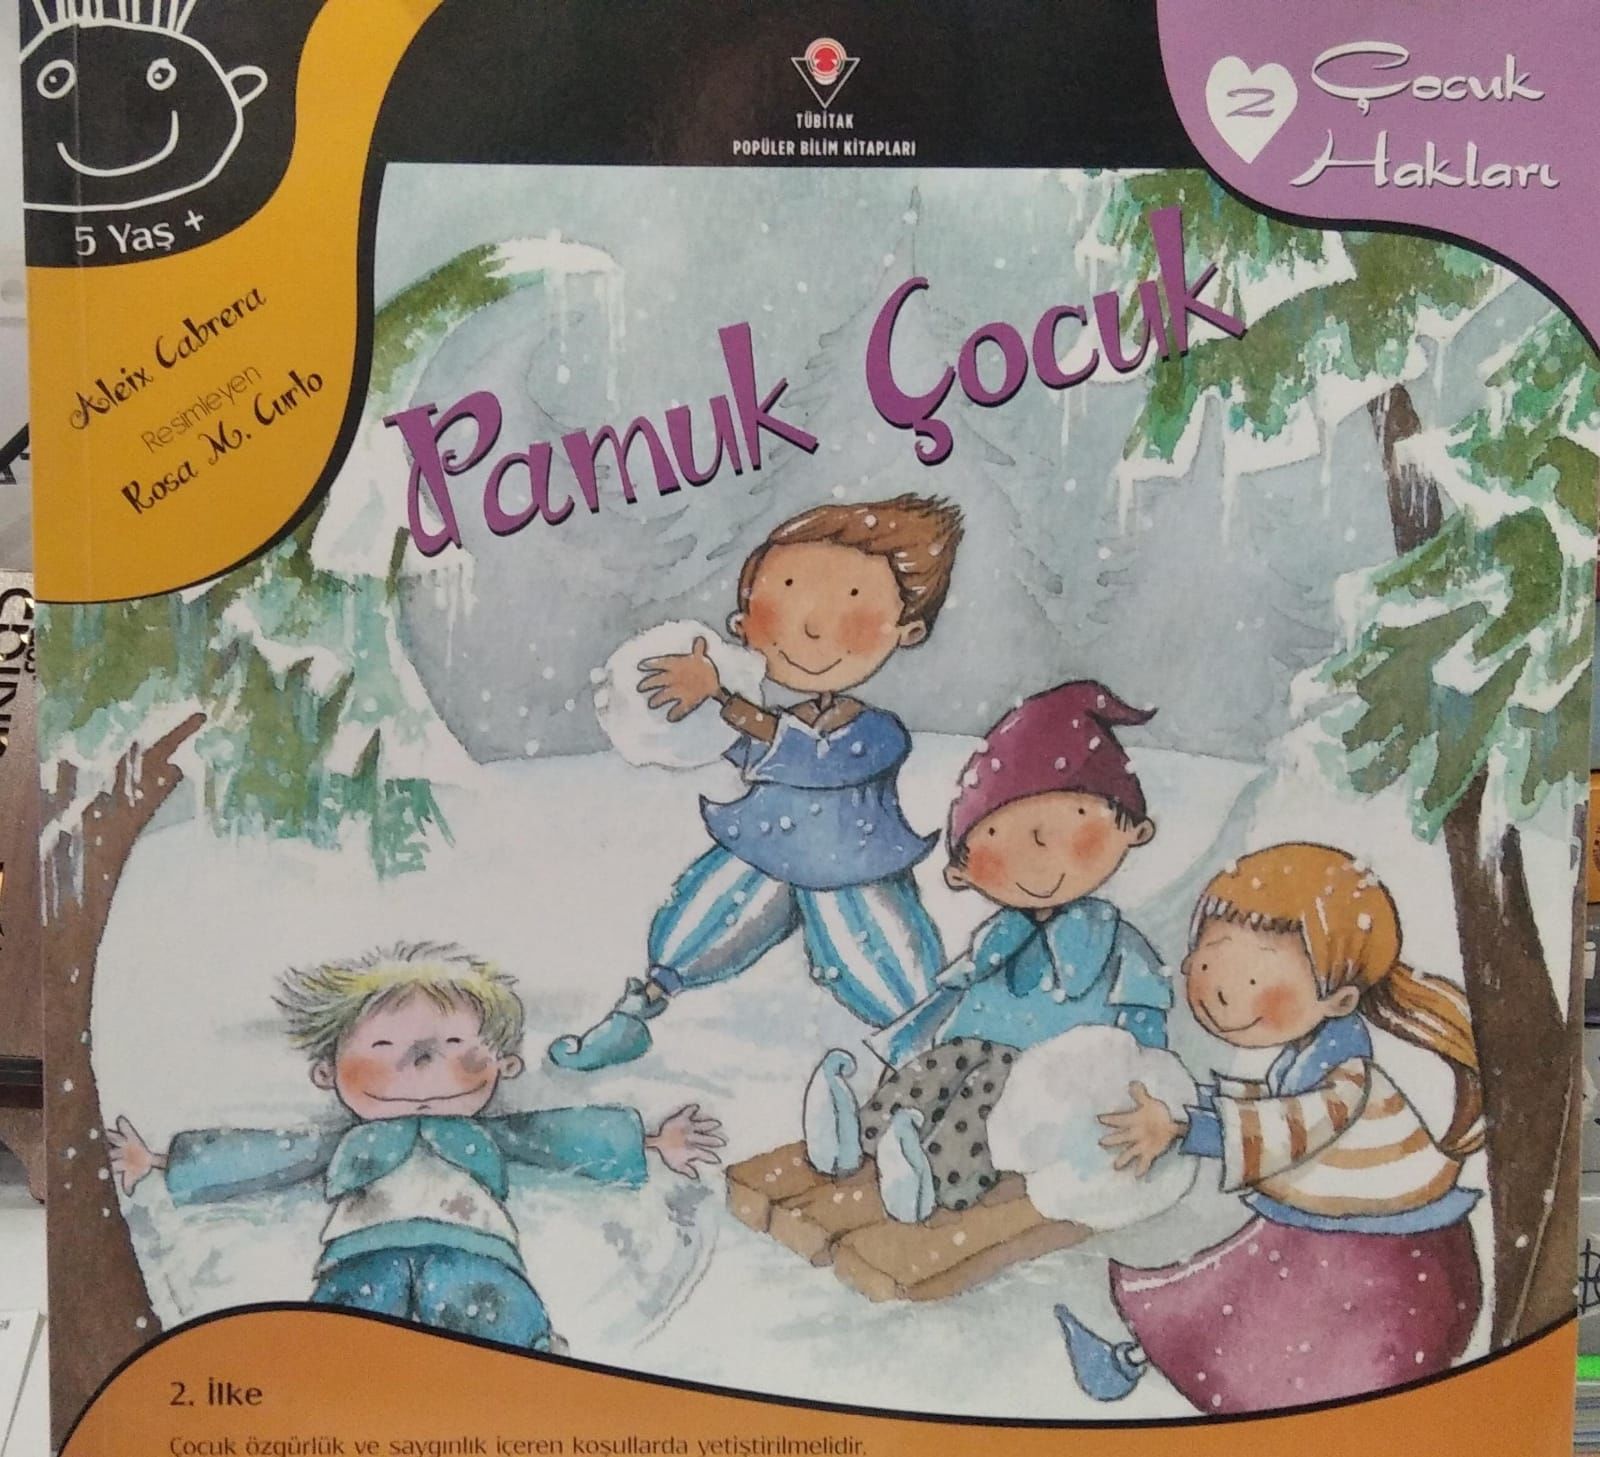 5 Yaş +
Aleix Cabrera
Resimleyen
Rosa M. Curto
TÜBİTAK
POPÜLER BİLİM KİTAPLARI
2
Çocuk
Hakları
Pamuk Çocuk
2. İlke
Çocuk özgürlük ve saygınlık içeren koşullarda yetiştirilmelidir.